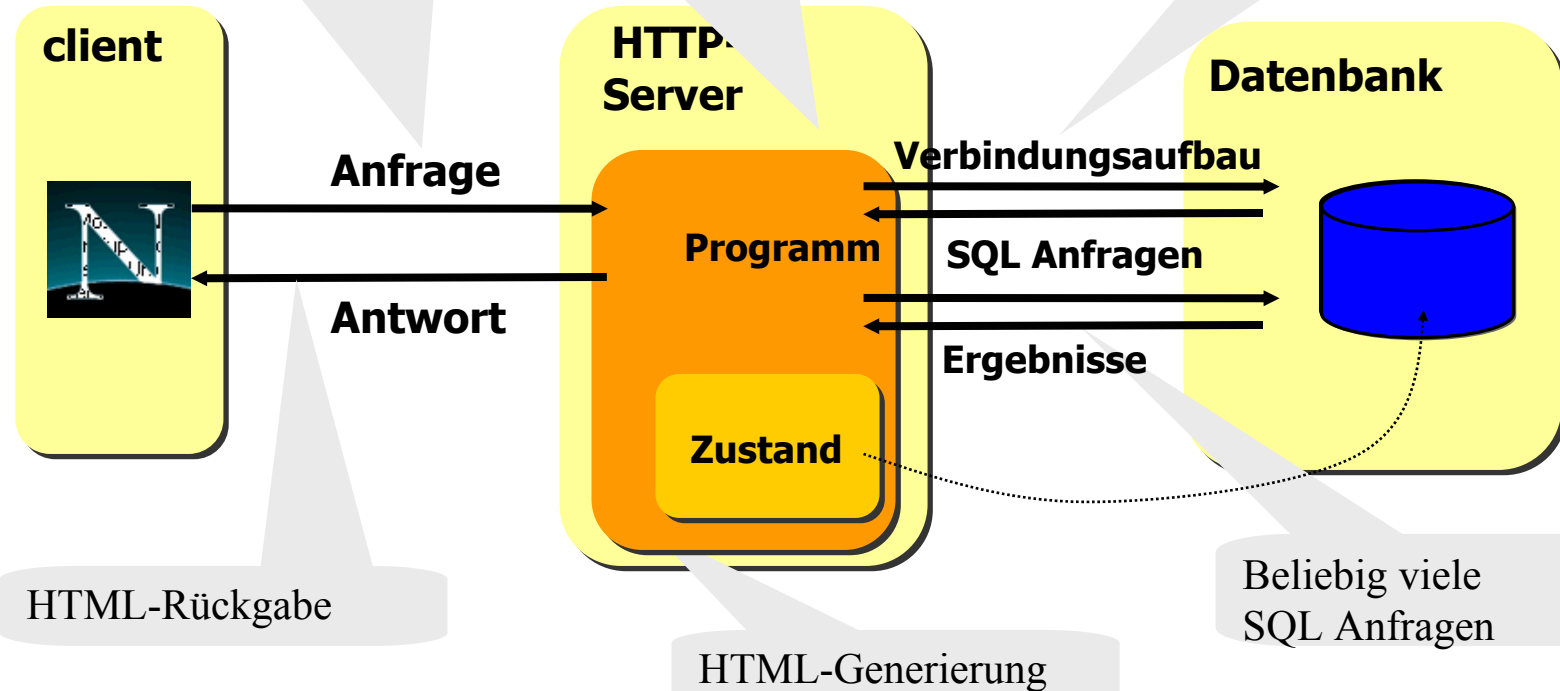 client
HTTP-
Server
Datenbank
Anfrage
Antwort
Programm
Zustand
Verbindungsaufbau
SQL Anfragen
Ergebnisse
HTML-Rückgabe
HTML-Generierung
Beliebig viele
SQL Anfragen
N